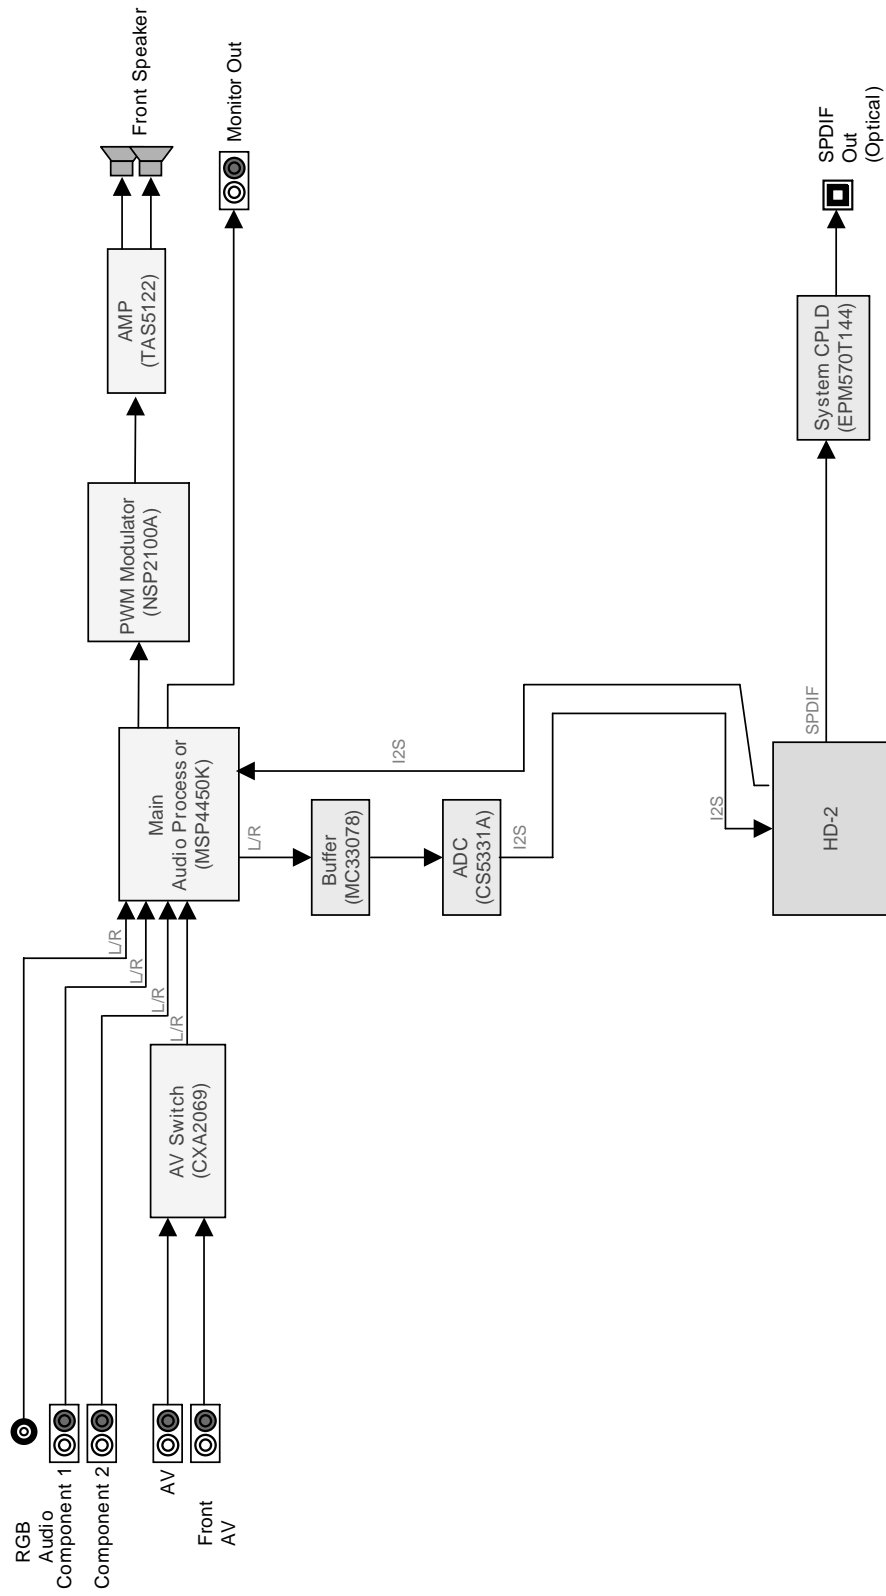 RGB
Audio
Component 1
Component 2
AV
Front
AV
AV Switch
(CXA2069)
L/R
L/R
L/R
L/R
Main
Audio Process or
(MSP4450K)
PWM Modulator
(NSP2100A)
AMP
(TAS5122)
Front Speaker
Monitor Out
L/R
Buffer
(MC33078)
ADC
(CS5331A)
I2S
I2S
I2S
HD-2
SPDIF
System CPLD
(EPM570T144)
SPDIF
Out
(Optical)